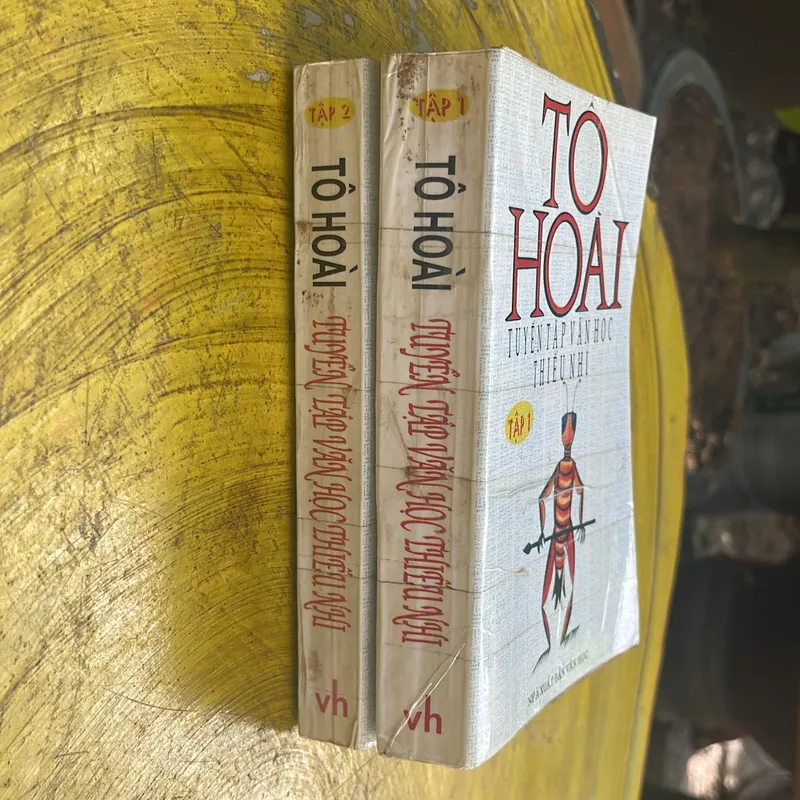 TẬP 2
TÔ HOÀI
TUYỂN TẬP VĂN HỌC THIẾU NHI
vh
TẬP 1
TÔ HOÀI
TUYỂN TẬP VĂN HỌC THIẾU NHI
vh
TÔ
HOÀI
TUYỂN TẬP VĂN HỌC
THIẾU NHI
TẬP 1
NHÀ XUẤT BẢN VĂN HỌC